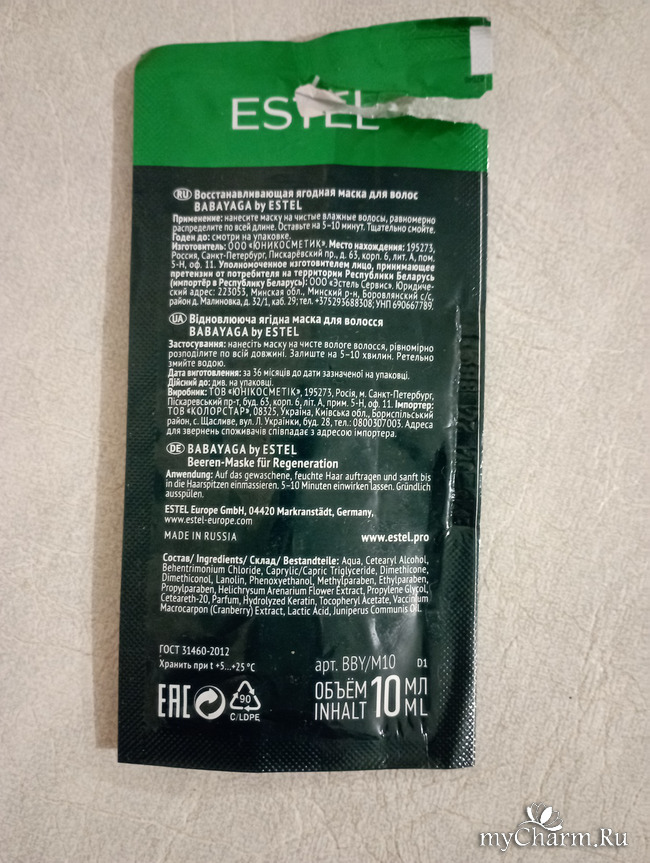 ESTEL
RU Восстанавливающая ягодная маска для волос
BABAYAGA by ESTEL
Применение: нанесите маску на чистые влажные волосы, равномерно
распределите по всей длине. Оставьте на 5–10 минут. Тщательно смойте.
Годен до: смотри на упаковке.
Изготовитель: ООО «ЮНИКОСМЕТИК». Место нахождения: 195273,
Россия, Санкт-Петербург, Пискарёвский пр., д. 63, корп. 6, лит. А, пом.
5-Н, оф. 11. Уполномоченное изготовителем лицо, принимающее
претензии от потребителя на территории Республики Беларусь
(импортёр в Республику Беларусь): ООО «Эстель Сервис». Юридичес-
кий адрес: 223053, Минская обл., Минский р-н, Боровлянский с/с,
район д. Малиновка, д. 32/1, каб. 29; тел. +375293688308; УНП 690667789.
UA Відновлююча ягідна маска для волосся
BABAYAGA by ESTEL
Застосування: нанесіть маску на чисте вологе волосся, рівномірно
розподіліте по всій довжині. Залиште на 5–10 хвилин. Ретельно
змийте водою.
Дата виготовлення: за 36 місяців до дати зазначеної на упаковці.
Дійсний до: див. на упаковці.
Виробник: ТОВ «ЮНІКОСМЕТІК», 195273, Росія, м. Санкт-Петербург,
Піскаревський пр-т, буд. 63, корп. 6, літ. А, прим. 5-Н, оф. 11. Імпортер:
ТОВ «КОЛОРСТАР», 08325, Україна, Київська обл., Бориспільський
район, с. Щасливе, вул. Л. Українки, буд. 28, тел.: 0800307003. Адреса
для звернень споживачів співпадає з адресою імпортера.
DE BABAYAGA by ESTEL
Beeren-Maske für Regeneration
Anwendung: Auf das gewaschene, feuchte Haar auftragen und sanft bis
in die Haarspitzen einmassieren. 5–10 Minuten einwirken lassen. Gründlich
ausspülen.
ESTEL Europe GmbH, 04420 Markranstädt, Germany,
www.estel-europe.com
MADE IN RUSSIA www.estel.pro
Состав/ Ingredients/ Склад/ Bestandteile: Aqua, Cetearyl Alcohol,
Behentrimonium Chloride, Caprylic/Capric Triglyceride, Dimethicone,
Dimethiconol, Lanolin, Phenoxyethanol, Methylparaben, Ethylparaben,
Propylparaben, Helichrysum Arenarium Flower Extract, Propylene Glycol,
Ceteareth-20, Parfum, Hydrolyzed Keratin, Tocopheryl Acetate, Vaccinium
Macrocarpon (Cranberry) Extract, Lactic Acid, Juniperus Communis Oil.
ГОСТ 31460-2012
Хранить при t +5...+25 °C
арт. BBY/M10 D1
ОБЪЁМ 10 МЛ
INHALT ML
EAC
90
C/LDPE
myCharm.Ru